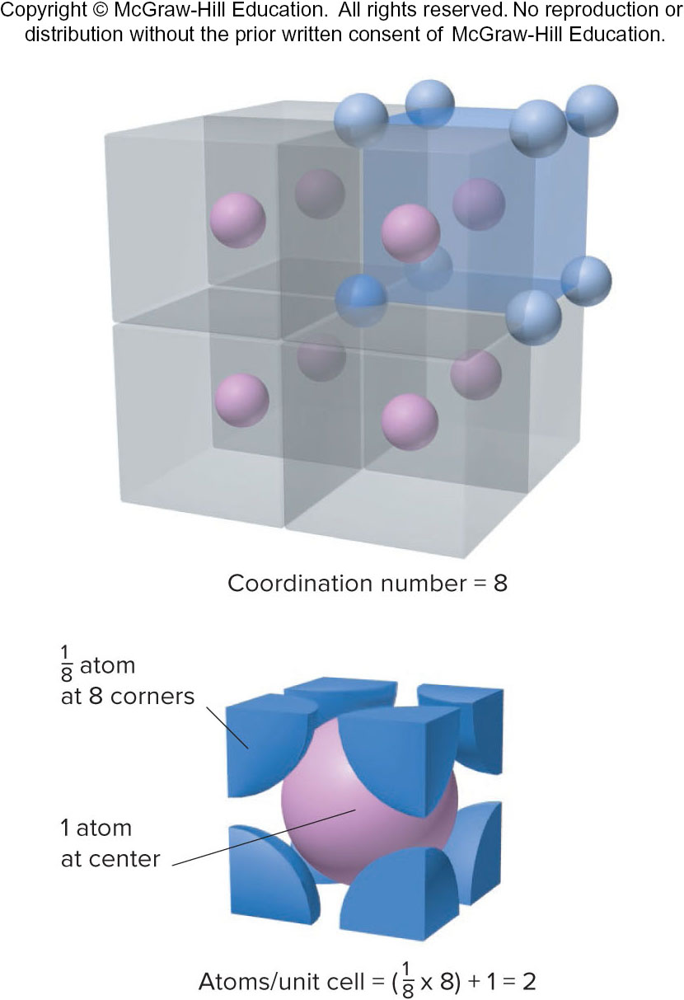 Copyright © McGraw-Hill Education. All rights reserved. No reproduction or
distribution without the prior written consent of McGraw-Hill Education.
Coordination number = 8
1/8 atom
at 8 corners
1 atom
at center
Atoms/unit cell = (1/8 x 8) + 1 = 2